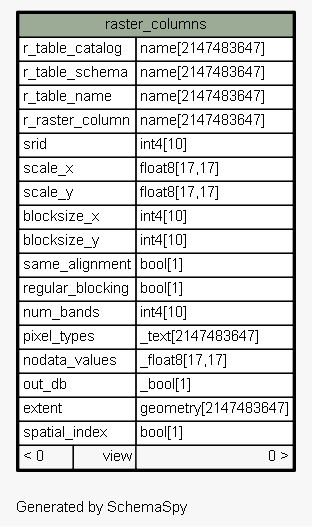 raster_columns
r_table_catalog name[2147483647]
r_table_schema name[2147483647]
r_table_name name[2147483647]
r_raster_column name[2147483647]
srid int4[10]
scale_x float8[17,17]
scale_y float8[17,17]
blocksize_x int4[10]
blocksize_y int4[10]
same_alignment bool[1]
regular_blocking bool[1]
num_bands int4[10]
pixel_types _text[2147483647]
nodata_values _float8[17,17]
out_db _bool[1]
extent geometry[2147483647]
spatial_index bool[1]
< 0 view 0 >
Generated by SchemaSpy